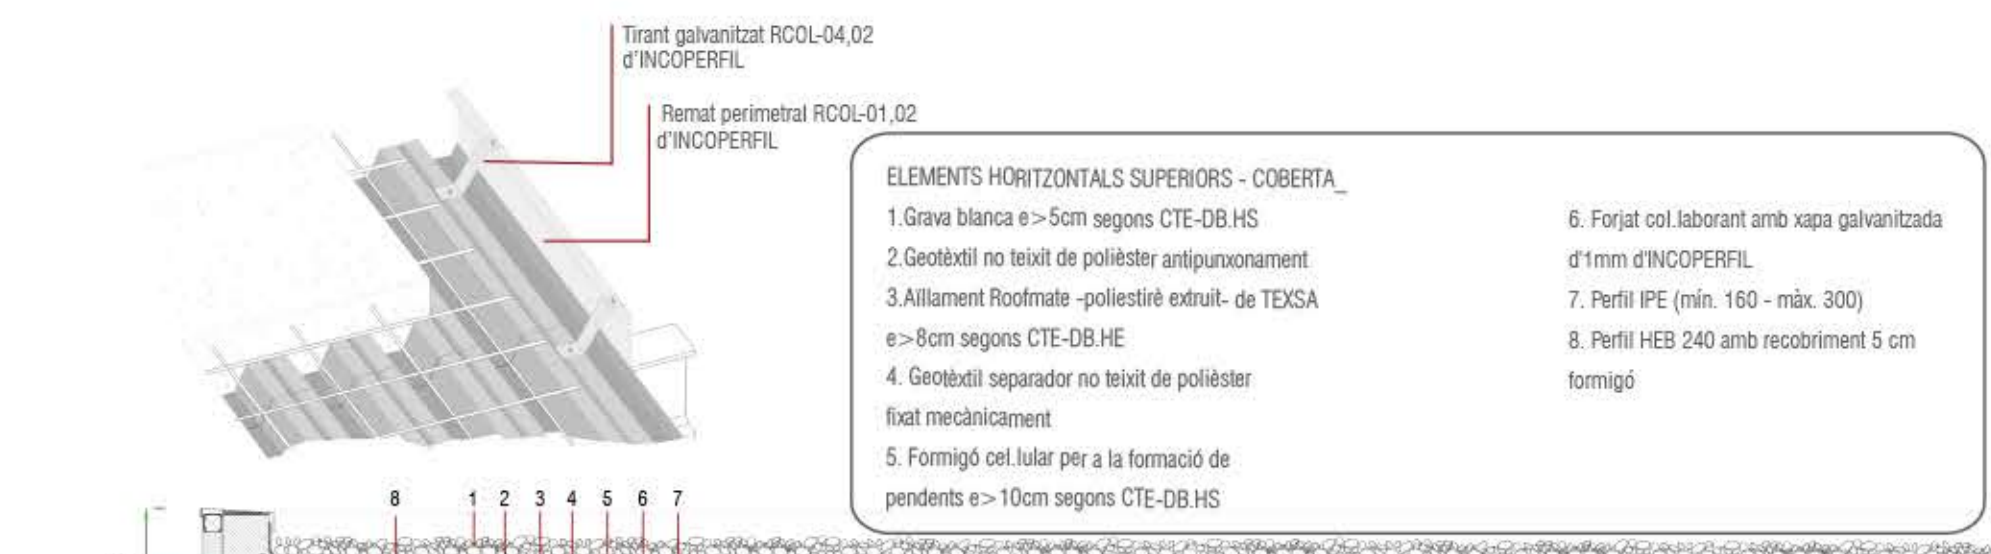 Tirant galvanitzat RCOL-04,02
d'INCOPERFIL
Remat perimetral RCOL-01,02
d'INCOPERFIL
ELEMENTS HORITZONTALS SUPERIORS - COBERTA_
1.Grava blanca e>5cm segons CTE-DB.HS
2.Geotèxtil no teixit de polièster antipunxonament
3.Aïllament Roofmate -poliestirè extruit- de TEXSA
e>8cm segons CTE-DB.HE
4. Geotèxtil separador no teixit de polièster
fixat mecànicament
5. Formigó cel.lular per a la formació de
pendents e>10cm segons CTE-DB.HS
6. Forjat col.laborant amb xapa galvanitzada
d'1mm d'INCOPERFIL
7. Perfil IPE (mín. 160 - màx. 300)
8. Perfil HEB 240 amb recobriment 5 cm
formigó
8 1 2 3 4 5 6 7